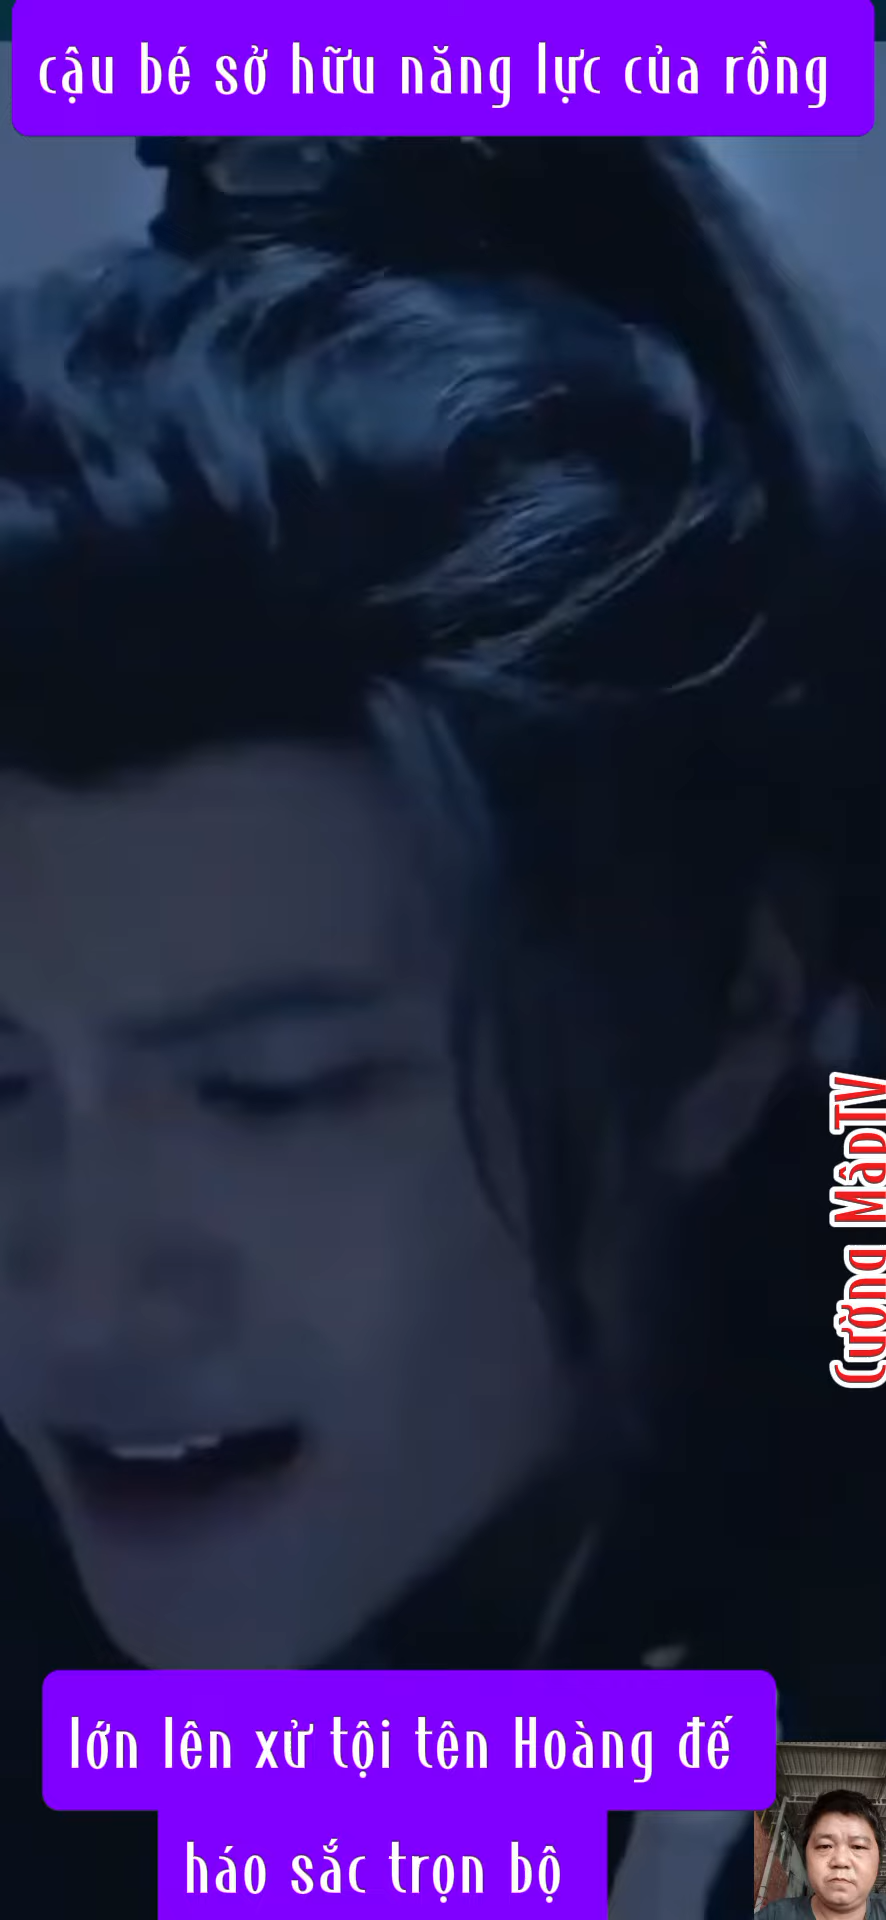 cậu bé sở hữu năng lực của rồng
Cường MậpTV
lớn lên xử tội tên Hoàng đế
háo sắc trọn bộ